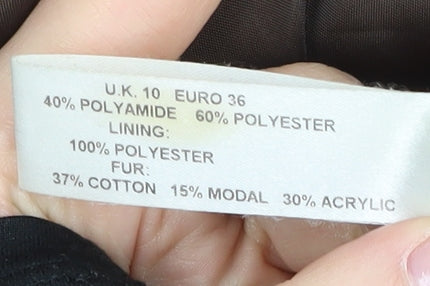 U.K. 10 EURO 36
40% POLYAMIDE 60% POLYESTER
LINING:
100% POLYESTER
FUR:
37% COTTON 15% MODAL 30% ACRYLIC